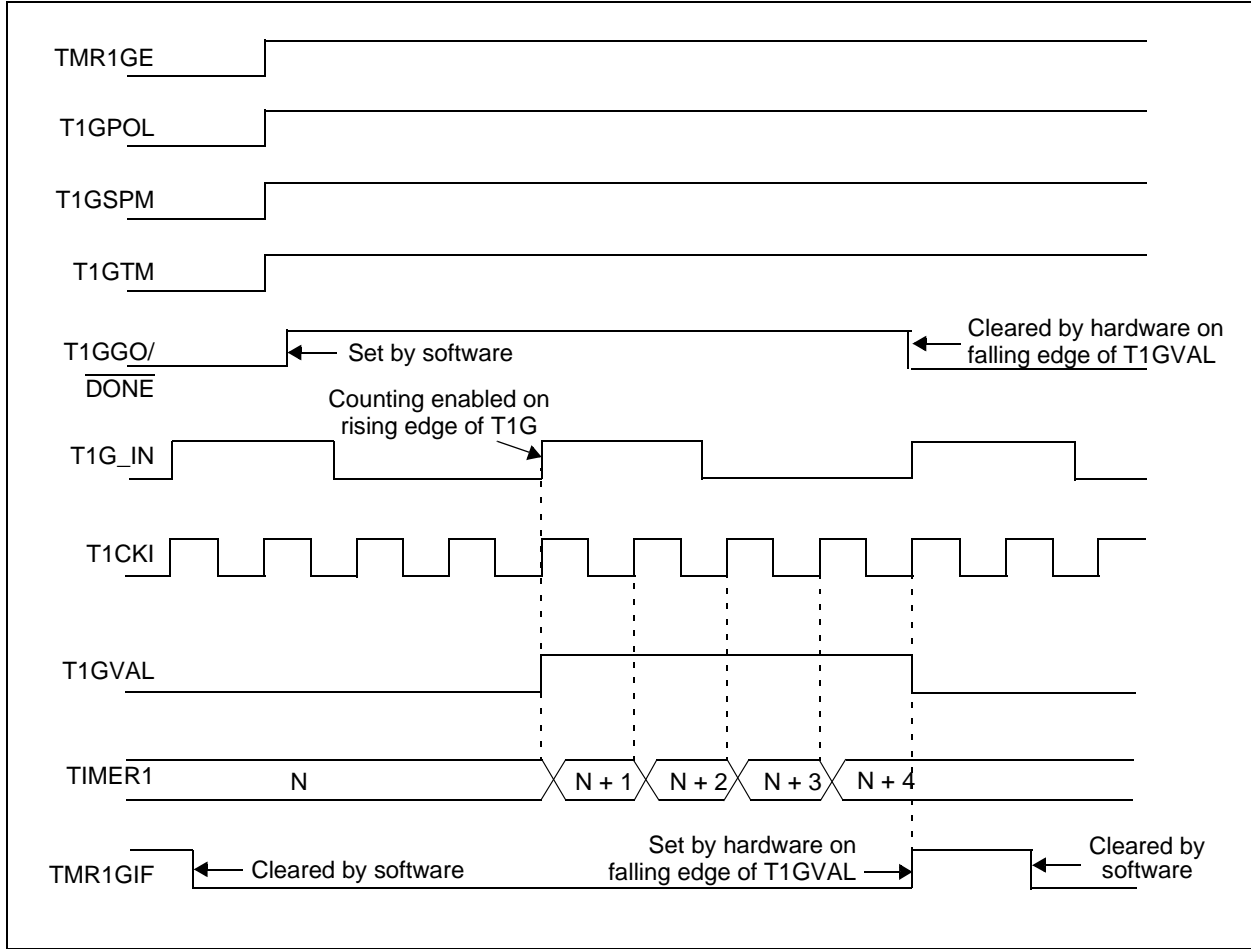 TMR1GE
T1GPOL
T1GSPM
T1GTM
T1GGO/
DONE
Set by software
Cleared by hardware on
falling edge of T1GVAL
Counting enabled on
rising edge of T1G
T1G_IN
T1CKI
T1GVAL
TIMER1
N
N + 1
N + 2
N + 3
N + 4
TMR1GIF
Cleared by software
Set by hardware on
falling edge of T1GVAL
Cleared by
software